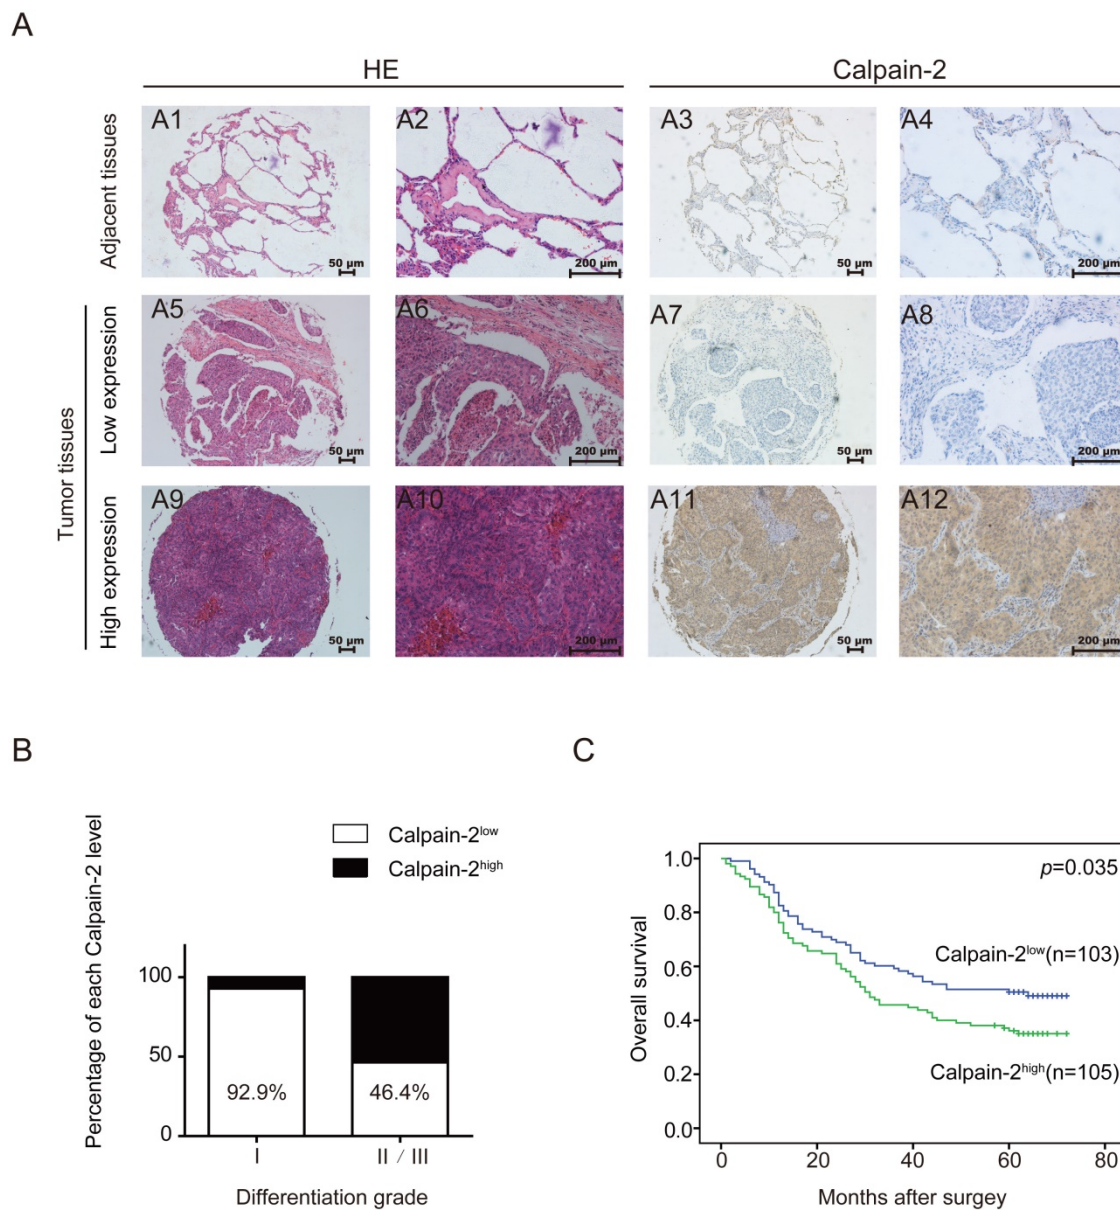 A
HE
Calpain-2
Adjacent tissues
A1
50 µm
A2
200 µm
A3
50 µm
A4
200 µm
Tumor tissues
Low expression
A5
50 µm
A6
200 µm
A7
50 µm
A8
200 µm
High expression
A9
50 µm
A10
200 µm
A11
50 µm
A12
200 µm
B
Percentage of each Calpain-2 level
Calpain-2low
Calpain-2high
100
50
0
92.9%
46.4%
I
II / III
Differentiation grade
C
Overall survival
1.0
0.8
0.6
0.4
0.2
0.0
p=0.035
Calpain-2low(n=103)
Calpain-2high(n=105)
0
20
40
60
80
Months after surgey